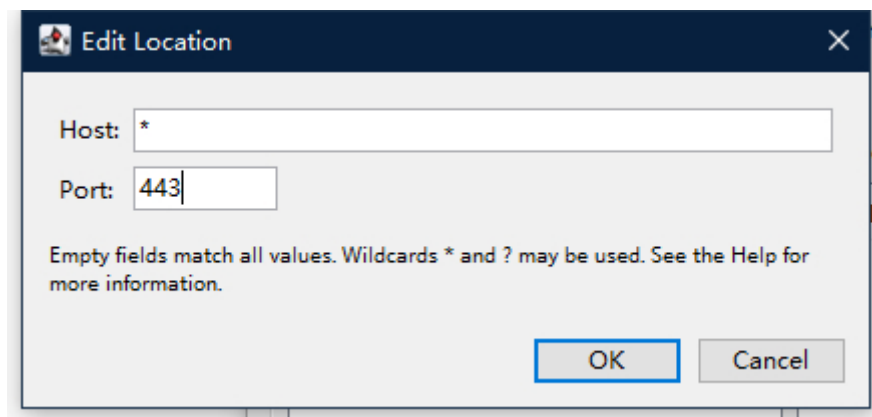 Edit Location
Host: *
Port: 443
Empty fields match all values. Wildcards * and ? may be used. See the Help for
more information.
OK Cancel